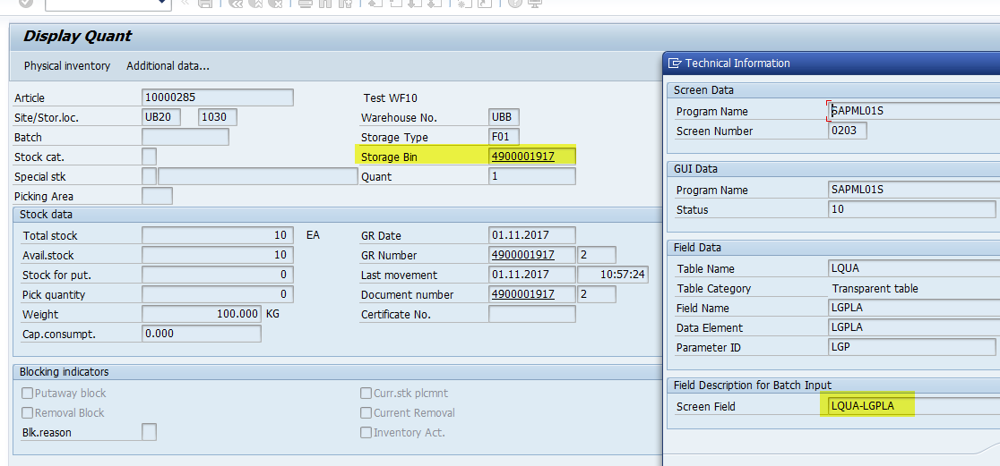 Display Quant
Physical inventory Additional data...
Article 10000285 Test WF10
Site/Stor.loc. UB20 1030 Warehouse No. UBB
Batch Storage Type F01
Stock cat. Storage Bin 4900001917
Special stk Quant 1
Picking Area
Stock data
Total stock 10 EA GR Date 01.11.2017
Avail.stock 10 GR Number 4900001917 2
Stock for put. 0 Last movement 01.11.2017 10:57:24
Pick quantity 0 Document number 4900001917 2
Weight 100.000 KG Certificate No.
Cap.consumpt. 0.000
Blocking indicators
Putaway block Curr.stk plcmnt
Removal Block Current Removal
Blk.reason Inventory Act.
Technical Information
Screen Data
Program Name SAPML01S
Screen Number 0203
GUI Data
Program Name SAPML01S
Status 10
Field Data
Table Name LQUA
Table Category Transparent table
Field Name LGPLA
Data Element LGPLA
Parameter ID LGP
Field Description for Batch Input
Screen Field LQUA-LGPLA